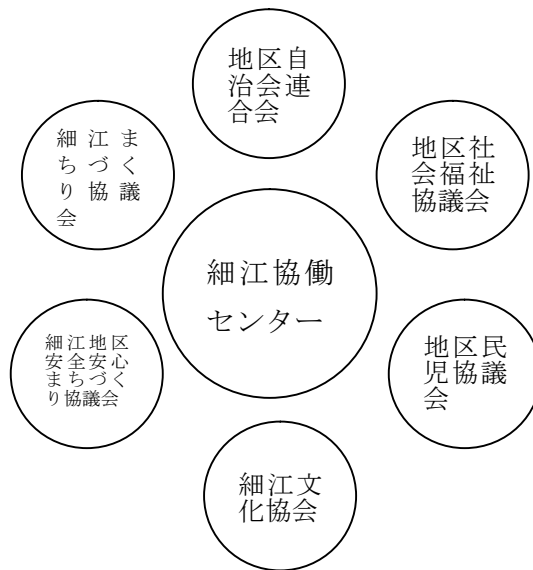 地区自
治会連
合会
細江ま
ちづく
り協議
会
地区社
会福祉
協議会
細江協働
センター
細江地区
安全安心
まちづく
り協議会
地区民
児協議
会
細江文
化協会